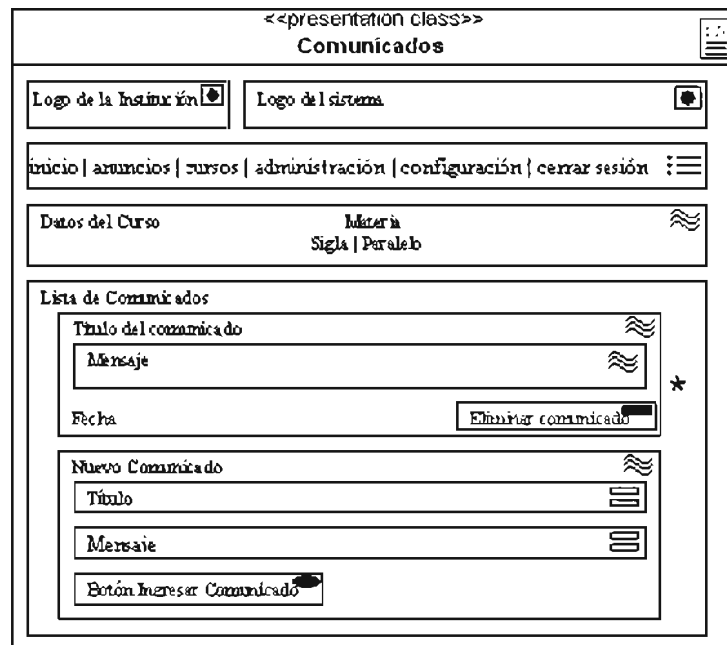 <<presentation class>>
Comunicados
Logo de la Institución
Logo del sistema
inicio | anuncios | cursos | administración | configuración | cerrar sesión
Datos del Curso
Materia
Sigla | Paralelo
Lista de Comunicados
Título del comunicado
Mensaje
*
Fecha
Eliminar comunicado
Nuevo Comunicado
Título
Mensaje
Botón Ingresar Comunicado